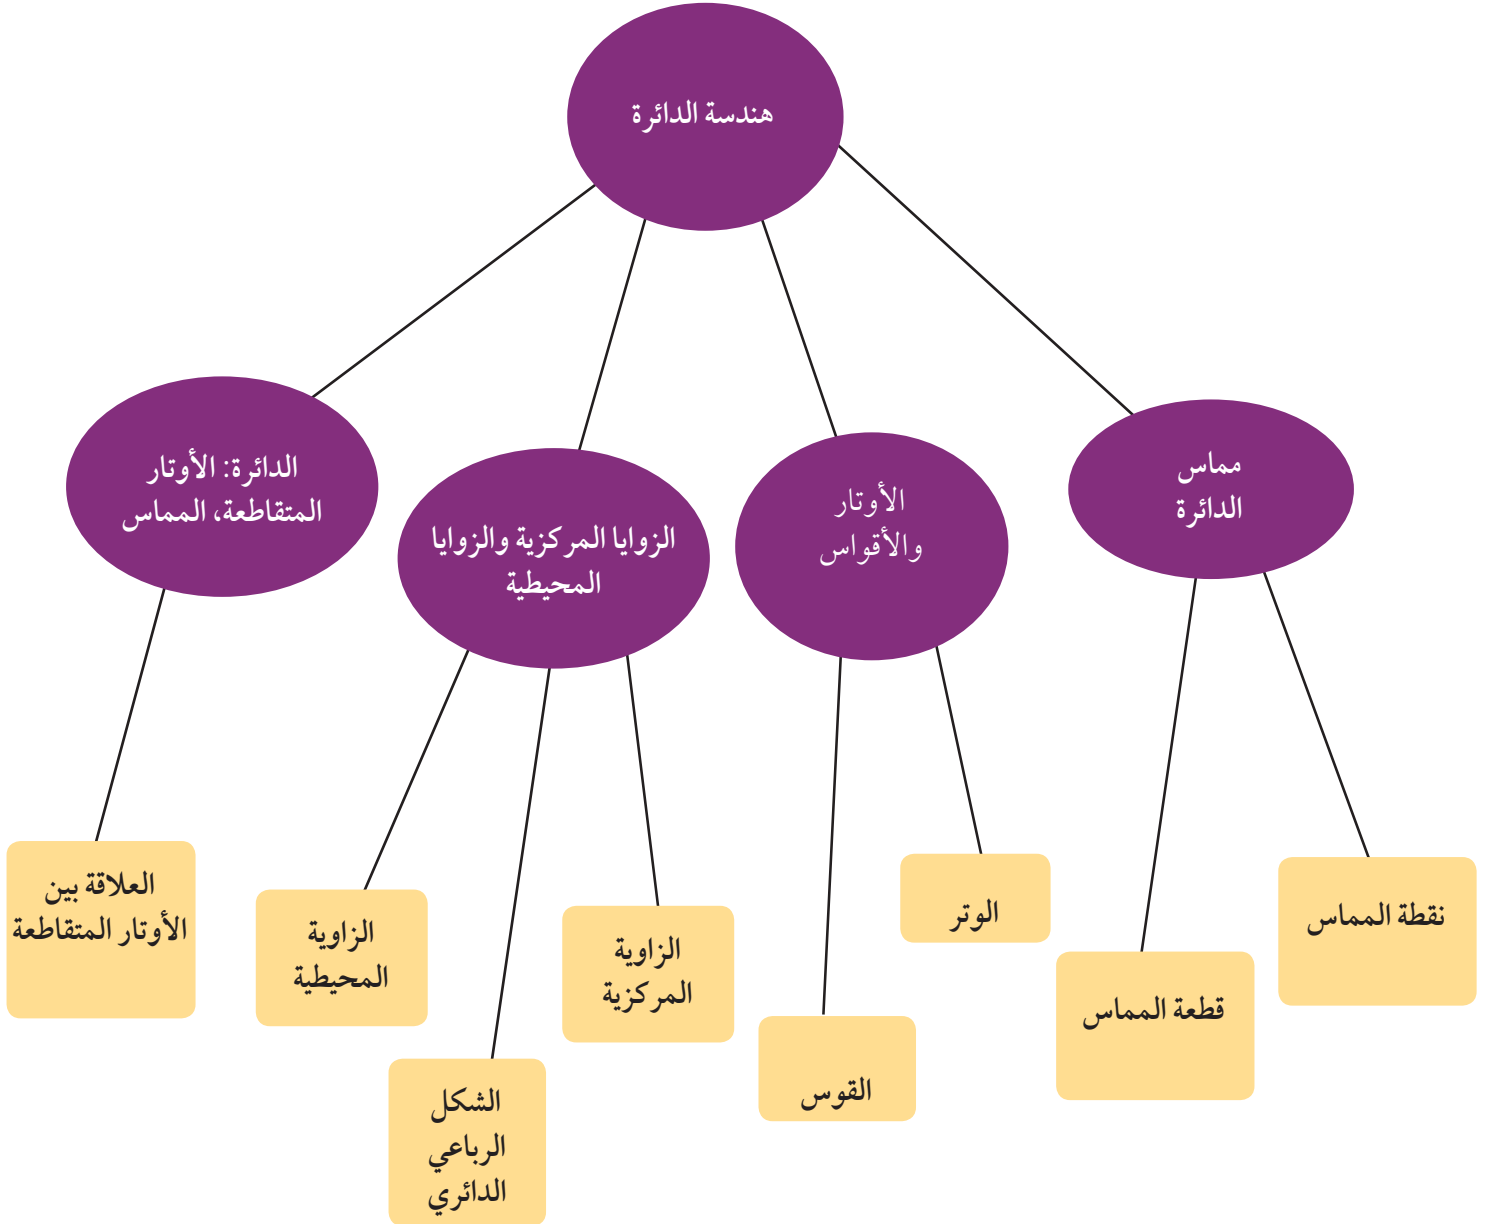 هندسة الدائرة
مماس
الدائرة
الأوتار
والأقواس
الزوايا المركزية والزوايا
المحيطية
الدائرة: الأوتار
المتقاطعة، المماس
نقطة المماس
قطعة المماس
الوتر
القوس
الزاوية
المركزية
الشكل
الرباعي
الدائري
الزاوية
المحيطية
العلاقة بين
الأوتار المتقاطعة